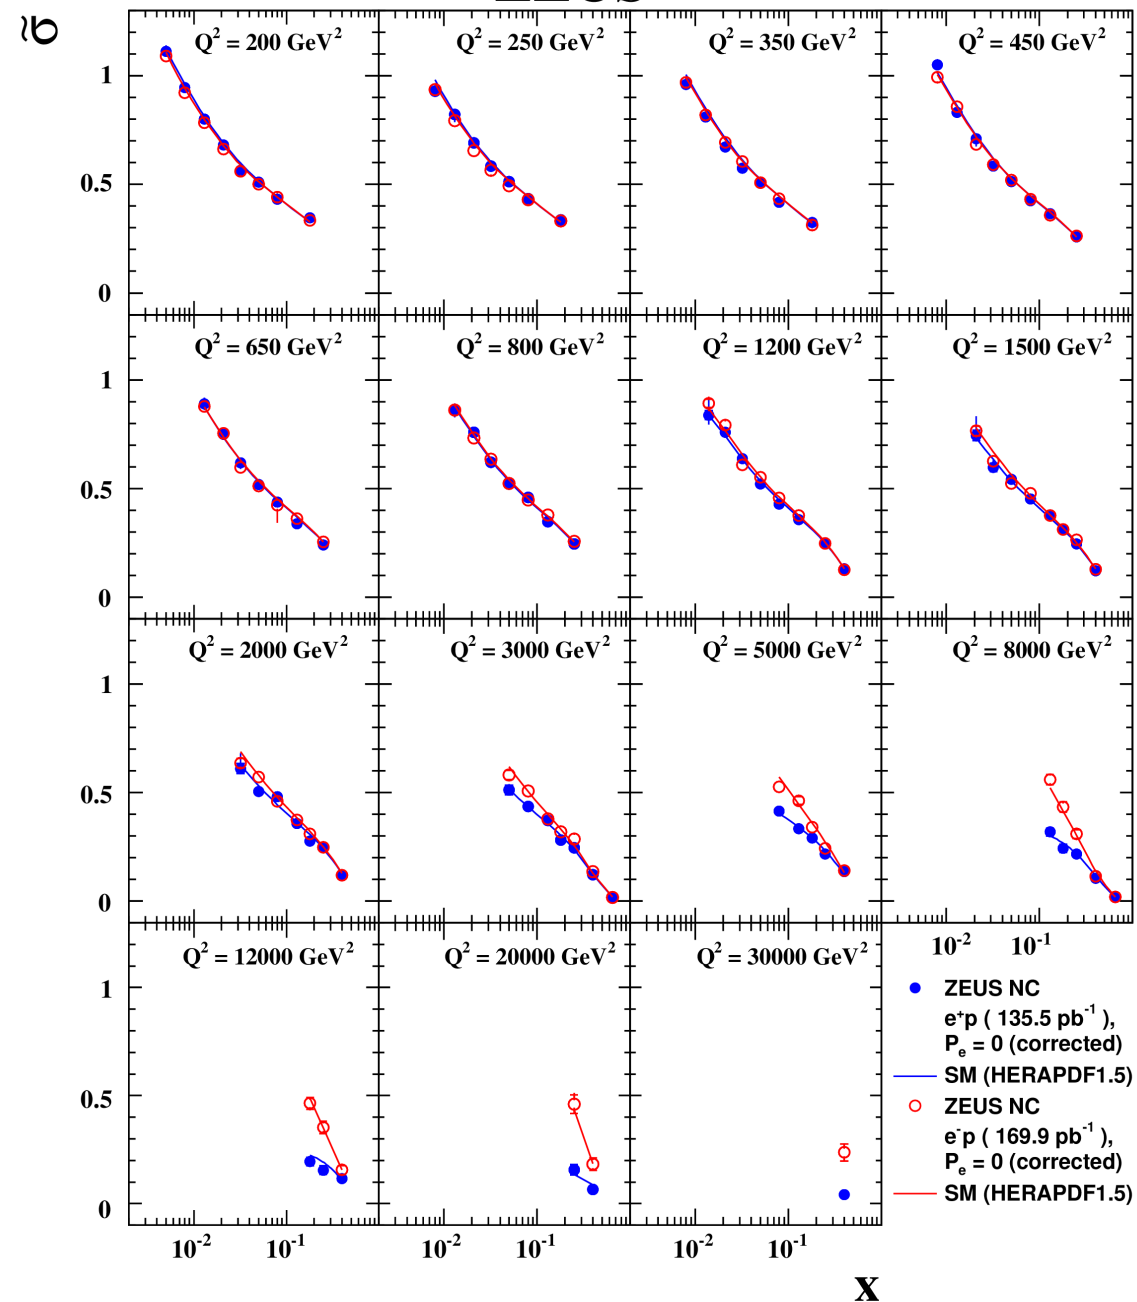 σ̃
Q² = 200 GeV²
Q² = 250 GeV²
Q² = 350 GeV²
Q² = 450 GeV²
1
0.5
0
Q² = 650 GeV²
Q² = 800 GeV²
Q² = 1200 GeV²
Q² = 1500 GeV²
1
0.5
0
Q² = 2000 GeV²
Q² = 3000 GeV²
Q² = 5000 GeV²
Q² = 8000 GeV²
1
0.5
0
10⁻² 10⁻¹
Q² = 12000 GeV²
Q² = 20000 GeV²
Q² = 30000 GeV²
1
0.5
0
10⁻² 10⁻¹
10⁻² 10⁻¹
10⁻² 10⁻¹
x
ZEUS NC
e⁺p ( 135.5 pb⁻¹ ),
Pₑ = 0 (corrected)
SM (HERAPDF1.5)
ZEUS NC
e⁻p ( 169.9 pb⁻¹ ),
Pₑ = 0 (corrected)
SM (HERAPDF1.5)